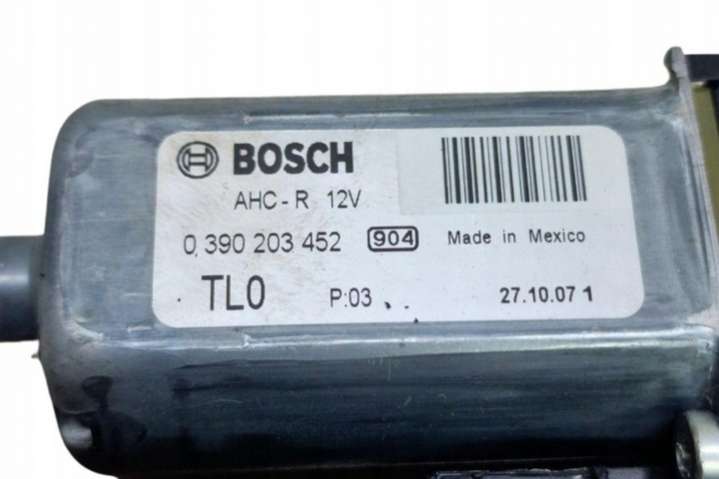 BOSCH
AHC-R 12V
0 390 203 452 904 Made in Mexico
TL0 P:03 27.10.07 1